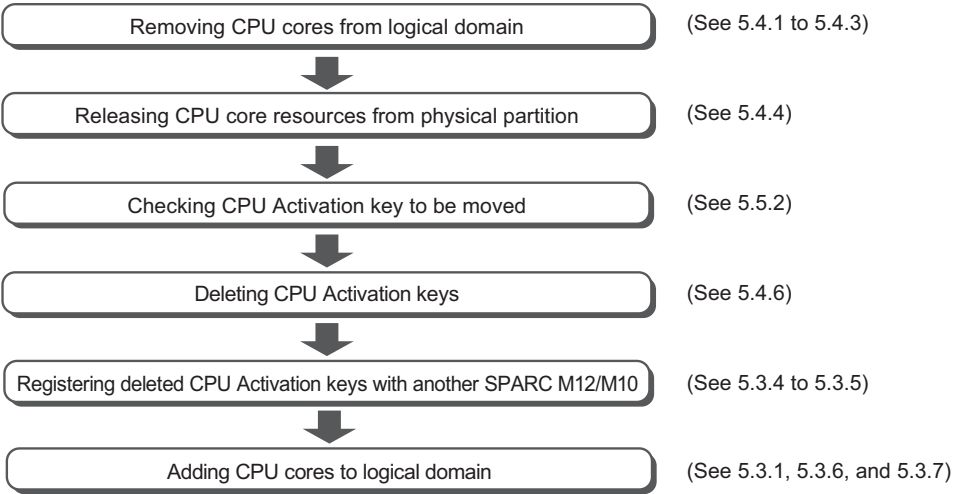 Removing CPU cores from logical domain (See 5.4.1 to 5.4.3)
Releasing CPU core resources from physical partition (See 5.4.4)
Checking CPU Activation key to be moved (See 5.5.2)
Deleting CPU Activation keys (See 5.4.6)
Registering deleted CPU Activation keys with another SPARC M12/M10 (See 5.3.4 to 5.3.5)
Adding CPU cores to logical domain (See 5.3.1, 5.3.6, and 5.3.7)